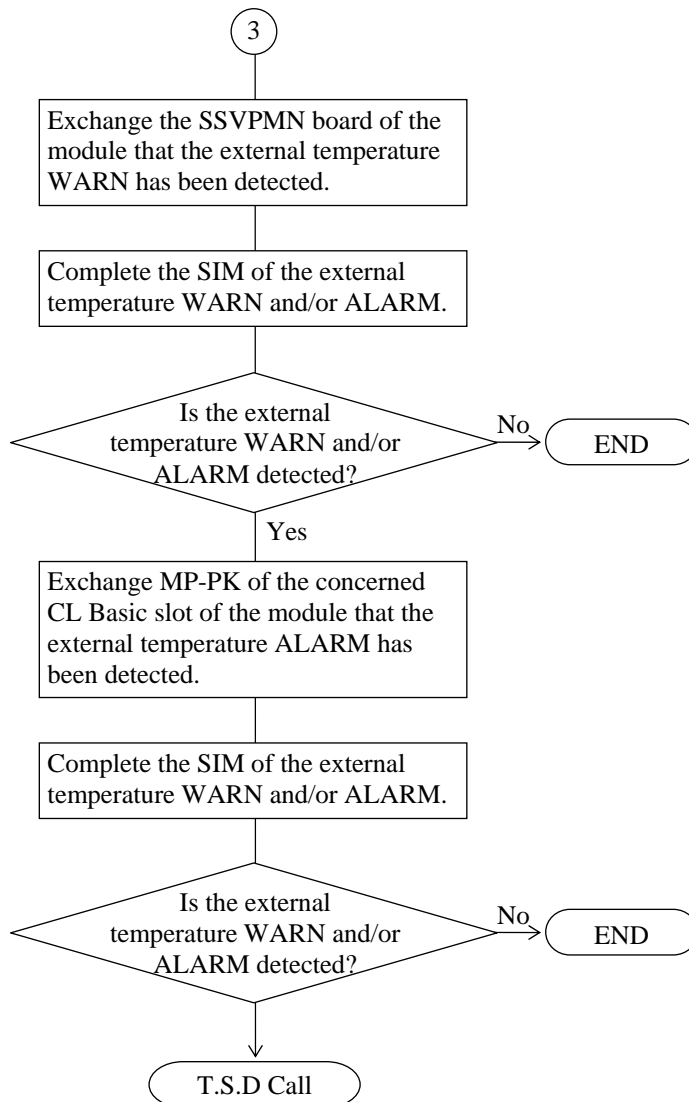 3
Exchange the SSVPMN board of the
module that the external temperature
WARN has been detected.
Complete the SIM of the external
temperature WARN and/or ALARM.
Is the external
temperature WARN and/or
ALARM detected?
No
END
Yes
Exchange MP-PK of the concerned
CL Basic slot of the module that the
external temperature ALARM has
been detected.
Complete the SIM of the external
temperature WARN and/or ALARM.
Is the external
temperature WARN and/or
ALARM detected?
No
END
T.S.D Call